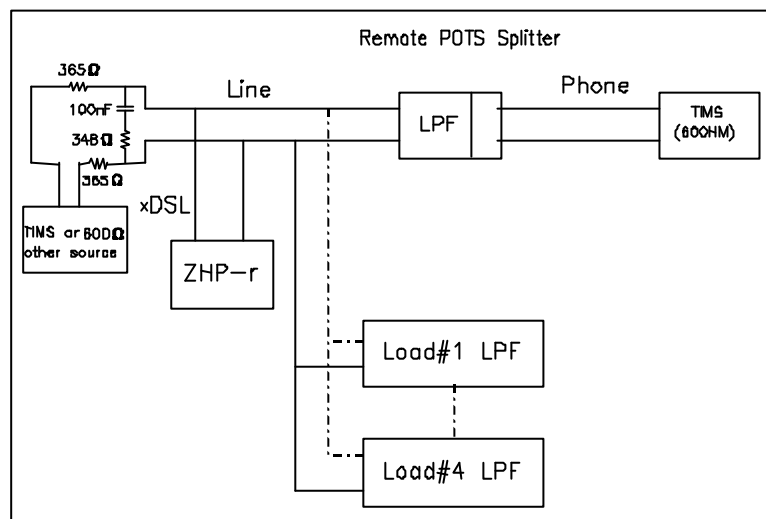 Remote POTS Splitter
365Ω
Line
Phone
100nF
LPF
TIMS
(600HM)
348Ω
365Ω
xDSL
TIMS or 600Ω
other source
ZHP-r
Load#1 LPF
Load#4 LPF